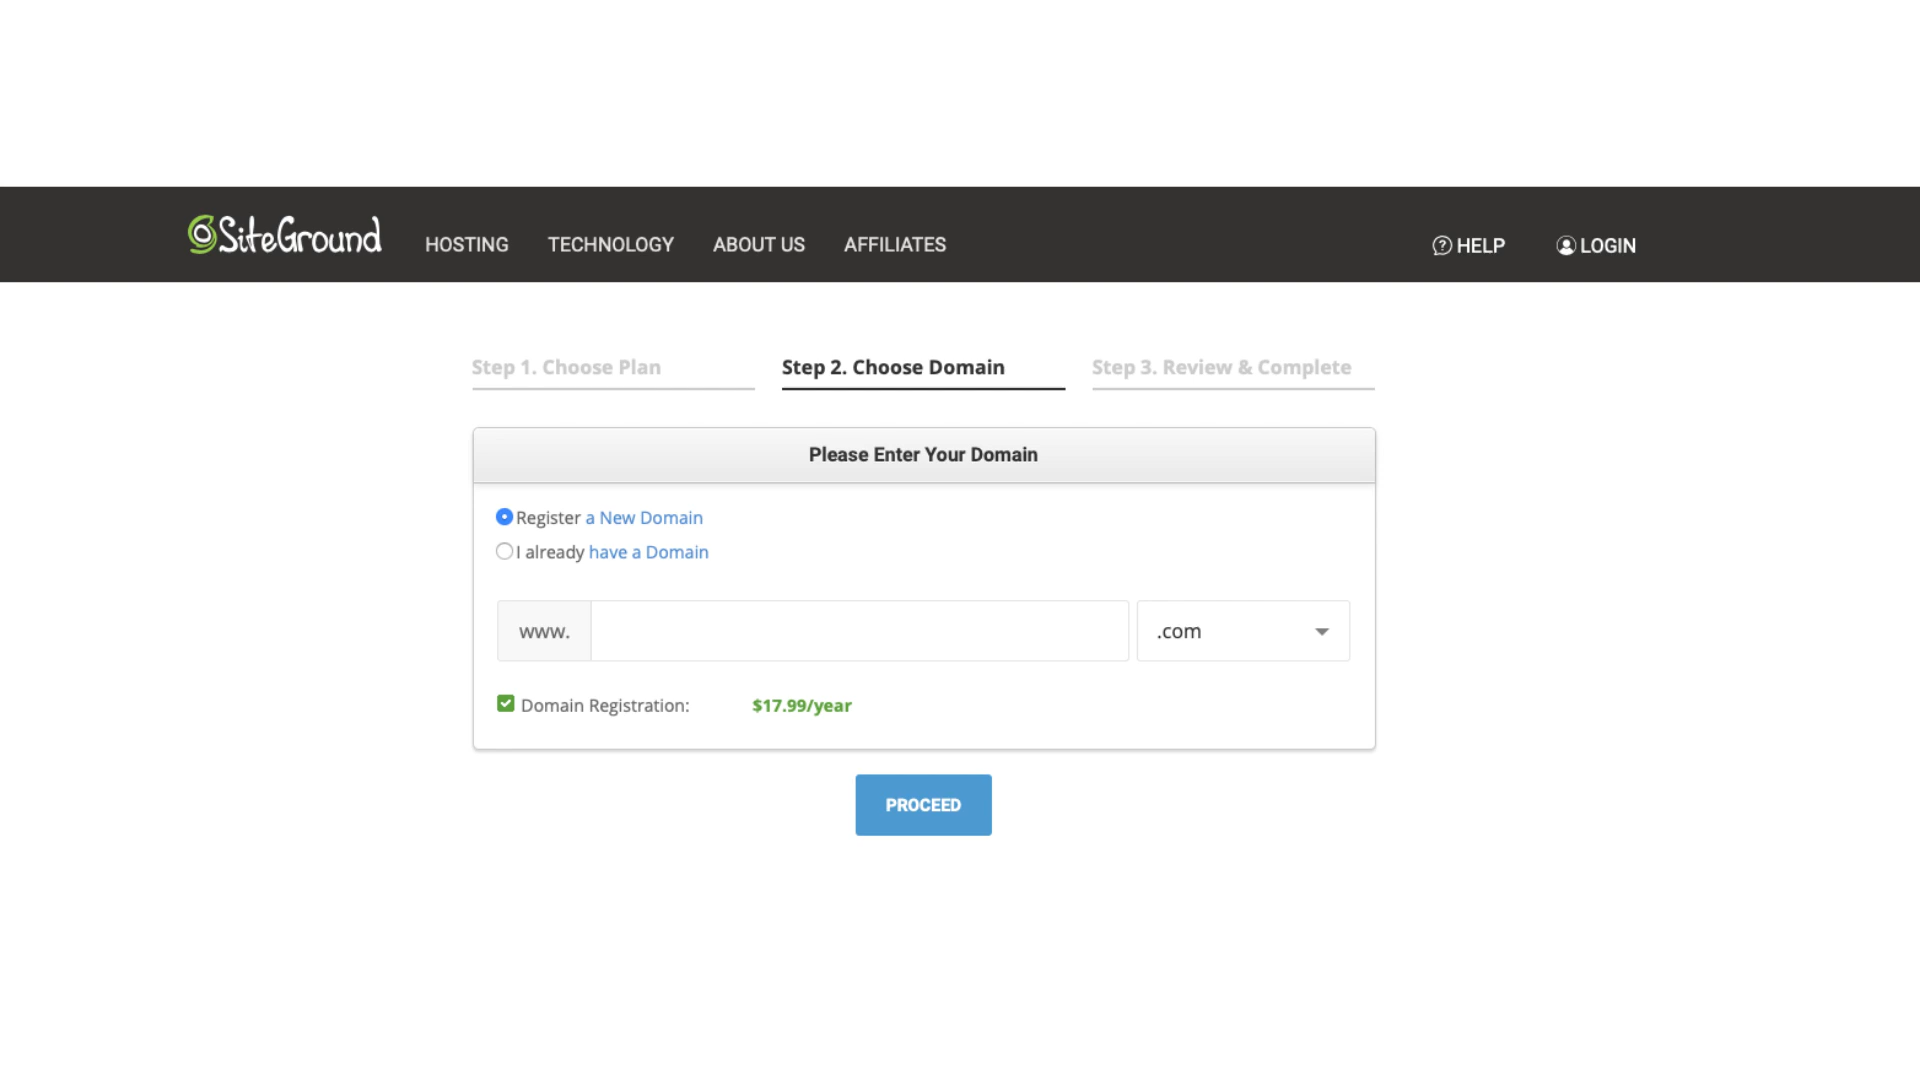 SiteGround HOSTING TECHNOLOGY ABOUT US AFFILIATES HELP LOGIN
Step 1. Choose Plan Step 2. Choose Domain Step 3. Review & Complete
Please Enter Your Domain
Register a New Domain
I already have a Domain
www. .com
Domain Registration: $17.99/year
PROCEED